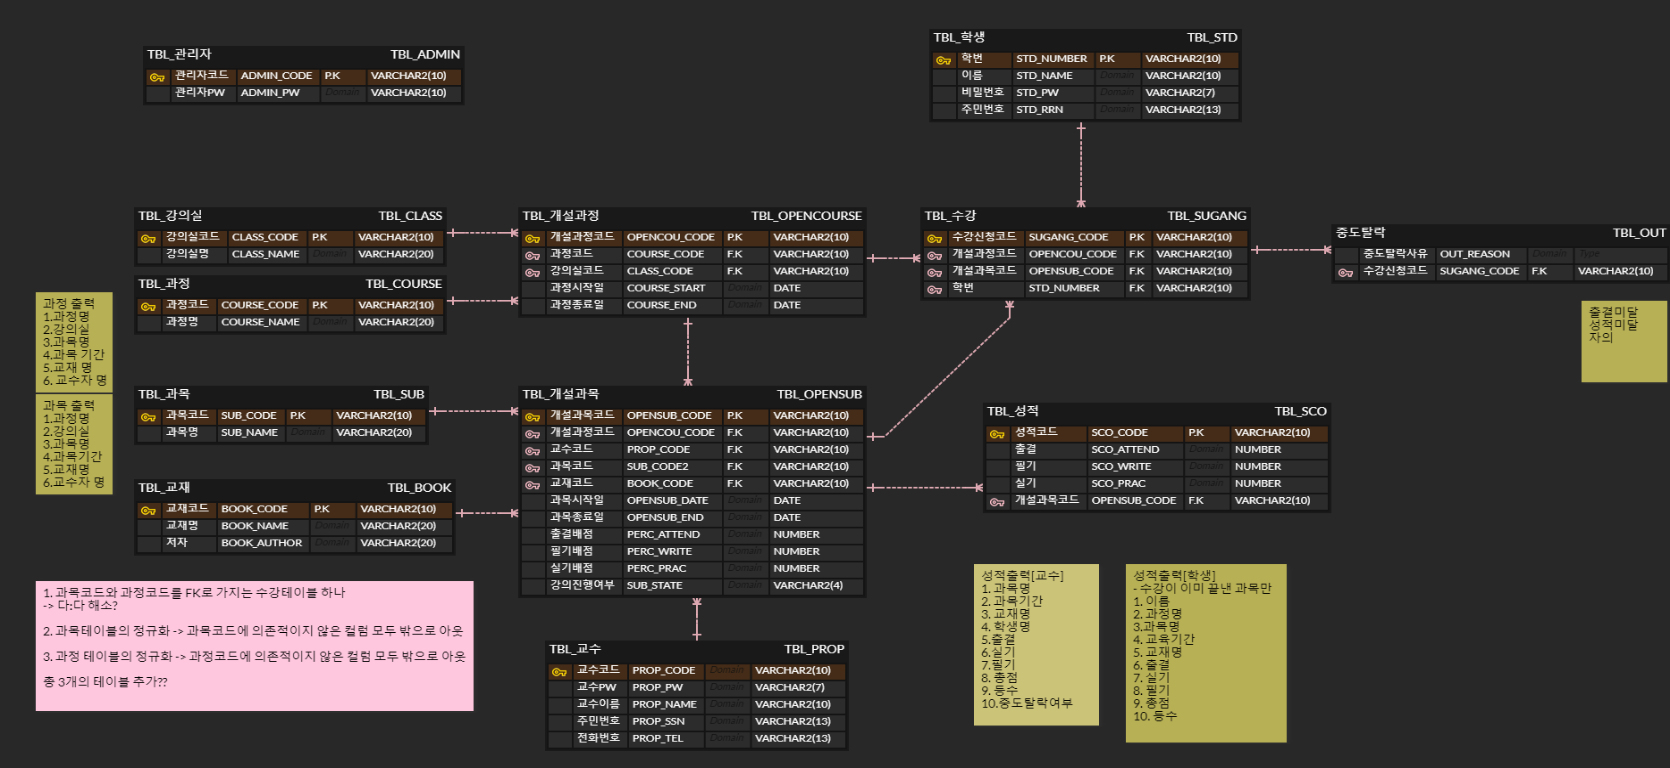 TBL_관리자 TBL_ADMIN
관리자코드 ADMIN_CODE P.K VARCHAR2(10)
관리자PW ADMIN_PW Domain VARCHAR2(10)
TBL_학생 TBL_STD
학번 STD_NUMBER P.K VARCHAR2(10)
이름 STD_NAME Domain VARCHAR2(10)
비밀번호 STD_PW Domain VARCHAR2(7)
주민번호 STD_RRN Domain VARCHAR2(13)
TBL_강의실 TBL_CLASS
강의실코드 CLASS_CODE P.K VARCHAR2(10)
강의실명 CLASS_NAME Domain VARCHAR2(20)
TBL_과정 TBL_COURSE
과정코드 COURSE_CODE P.K VARCHAR2(10)
과정명 COURSE_NAME Domain VARCHAR2(20)
TBL_개설과정 TBL_OPENCOURSE
개설과정코드 OPENCOU_CODE P.K VARCHAR2(10)
과정코드 COURSE_CODE F.K VARCHAR2(10)
강의실코드 CLASS_CODE F.K VARCHAR2(10)
과정시작일 COURSE_START Domain DATE
과정종료일 COURSE_END Domain DATE
TBL_수강 TBL_SUGANG
수강신청코드 SUGANG_CODE P.K VARCHAR2(10)
개설과정코드 OPENCOU_CODE F.K VARCHAR2(10)
개설과목코드 OPENSUB_CODE F.K VARCHAR2(10)
학번 STD_NUMBER F.K VARCHAR2(10)
중도탈락 TBL_OUT
중도탈락사유 OUT_REASON Domain Type
수강신청코드 SUGANG_CODE F.K VARCHAR2(10)
출결미달
성적미달
자의
과정 출력
1.과정명
2.강의실
3.과목명
4.과목 기간
5.교재 명
6. 교수자 명
과목 출력
1.과정명
2.강의실
3.과목명
4.과목기간
5.교재명
6.교수자 명
TBL_과목 TBL_SUB
과목코드 SUB_CODE P.K VARCHAR2(10)
과목명 SUB_NAME Domain VARCHAR2(20)
TBL_교재 TBL_BOOK
교재코드 BOOK_CODE P.K VARCHAR2(10)
교재명 BOOK_NAME Domain VARCHAR2(20)
저자 BOOK_AUTHOR Domain VARCHAR2(20)
TBL_개설과목 TBL_OPENSUB
개설과목코드 OPENSUB_CODE P.K VARCHAR2(10)
개설과정코드 OPENCOU_CODE F.K VARCHAR2(10)
교수코드 PROP_CODE F.K VARCHAR2(10)
과목코드 SUB_CODE2 F.K VARCHAR2(10)
교재코드 BOOK_CODE F.K VARCHAR2(10)
과목시작일 OPENSUB_DATE Domain DATE
과목종료일 OPENSUB_END Domain DATE
출결배점 PERC_ATTEND Domain NUMBER
필기배점 PERC_WRITE Domain NUMBER
실기배점 PERC_PRAC Domain NUMBER
강의진행여부 SUB_STATE Domain VARCHAR2(4)
TBL_성적 TBL_SCO
성적코드 SCO_CODE P.K VARCHAR2(10)
출결 SCO_ATTEND Domain NUMBER
필기 SCO_WRITE Domain NUMBER
실기 SCO_PRAC Domain NUMBER
개설과목코드 OPENSUB_CODE F.K VARCHAR2(10)
1. 과목코드와 과정코드를 FK로 가지는 수강테이블 하나
-> 다:다 해소?
2. 과목테이블의 정규화 -> 과목코드에 의존적이지 않은 컬럼 모두 밖으로 아웃
3. 과정 테이블의 정규화 -> 과정코드에 의존적이지 않은 컬럼 모두 밖으로 아웃
총 3개의 테이블 추가??
TBL_교수 TBL_PROP
교수코드 PROP_CODE Domain VARCHAR2(10)
교수PW PROP_PW Domain VARCHAR2(7)
교수이름 PROP_NAME Domain VARCHAR2(10)
주민번호 PROP_SSN Domain VARCHAR2(13)
전화번호 PROP_TEL Domain VARCHAR2(13)
성적출력[교수]
1. 과목명
2. 과목기간
3. 교재명
4. 학생명
5.출결
6.실기
7.필기
8. 총점
9. 등수
10.중도탈락여부
성적출력[학생]
- 수강이 이미 끝낸 과목만
1. 이름
2. 과정명
3.과목명
4. 교육기간
5. 교재명
6. 출결
7. 실기
8. 필기
9. 총점
10. 등수